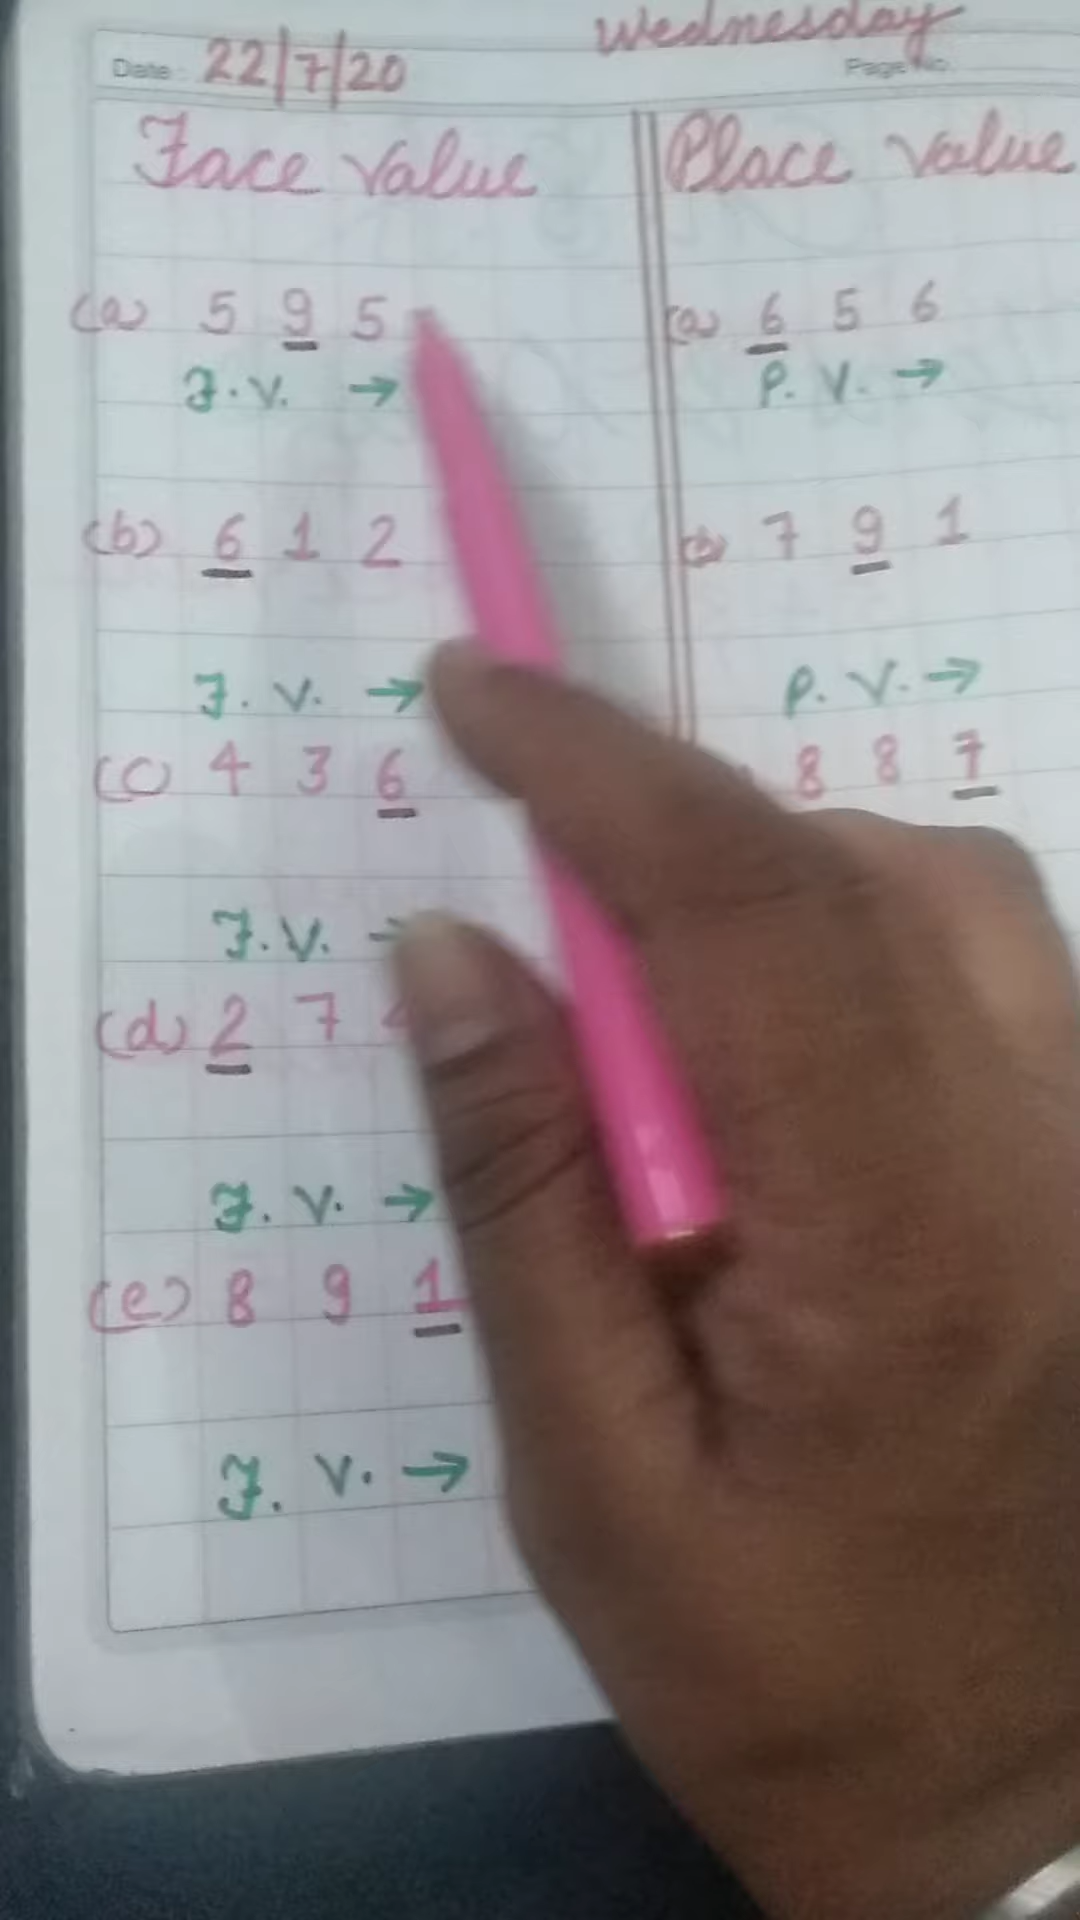 Wednesday
Date: 22/7/20
Page No.
Face Value
(a) 5 9 5
F. V. →
(b) 6 1 2
F. V. →
(c) 4 3 6
F. V. →
(d) 2 7
F. V. →
(e) 8 9 1
F. V. →
Place Value
(a) 6 5 6
P. V. →
(b) 7 9 1
P. V. →
8 8 7